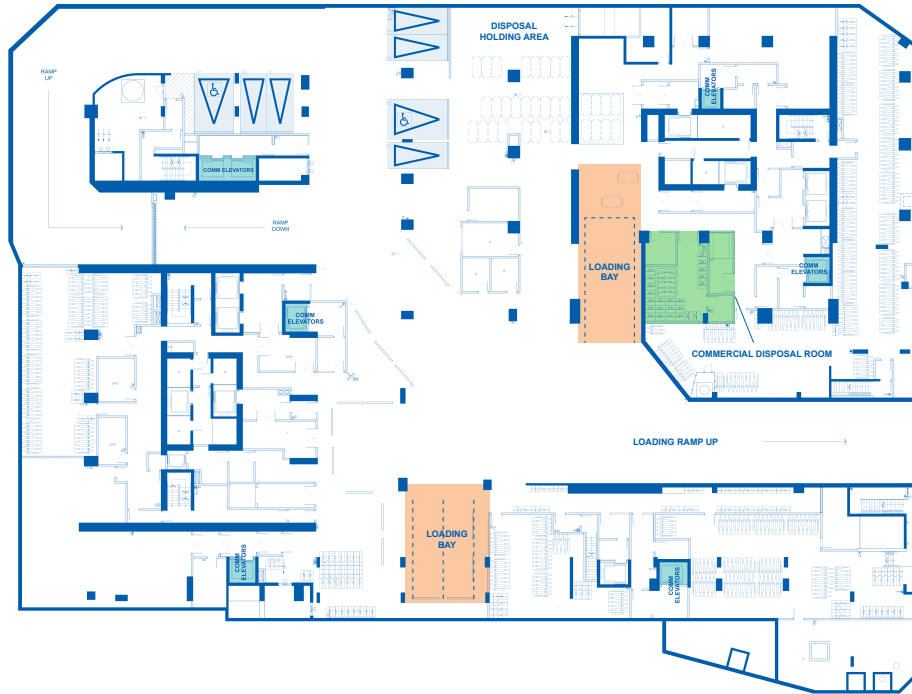 DISPOSAL
HOLDING AREA
RAMP
UP
COMM
ELEVATORS
COMM ELEVATORS
RAMP
DOWN
LOADING
BAY
COMM
ELEVATORS
COMM
ELEVATORS
COMMERCIAL DISPOSAL ROOM
LOADING RAMP UP
LOADING
BAY
COMM
ELEVATORS
COMM
ELEVATORS